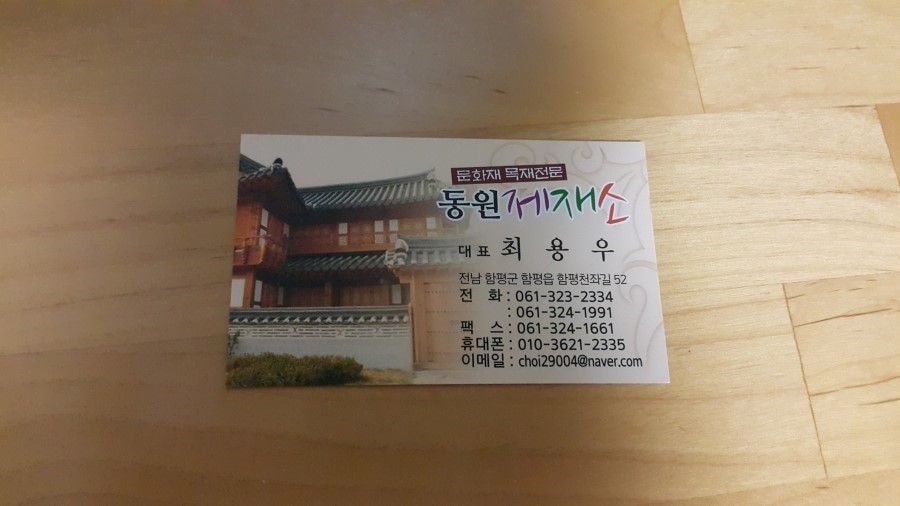 문화재 목재전문
동원제재소
대표 최 용 우
전남 함평군 함평읍 함평천좌길 52
전 화 : 061-323-2334
: 061-324-1991
팩 스 : 061-324-1661
휴대폰 : 010-3621-2335
이메일 : choi29004@naver.com